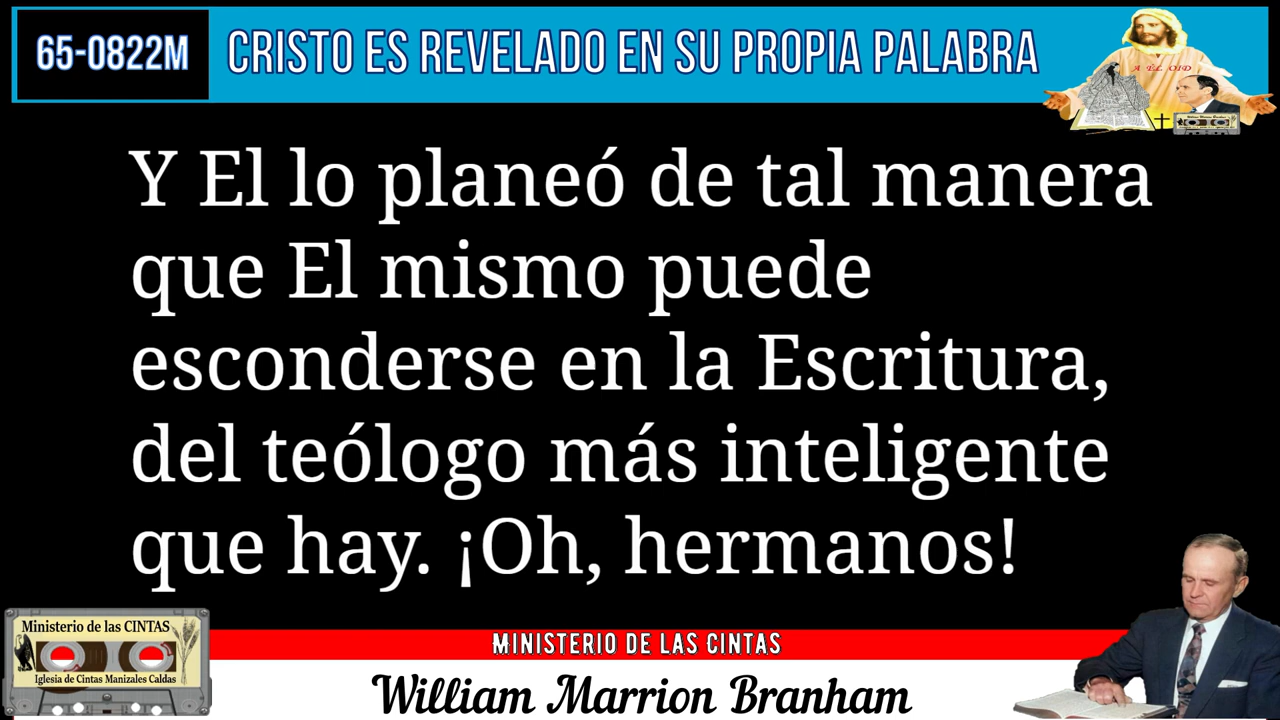 65-0822M
CRISTO ES REVELADO EN SU PROPIA PALABRA
A ÉL OID
Y El lo planeó de tal manera
que El mismo puede
esconderse en la Escritura,
del teólogo más inteligente
que hay. ¡Oh, hermanos!
Ministerio de las CINTAS
Iglesia de Cintas Manizales Caldas
MINISTERIO DE LAS CINTAS
William Marrion Branham